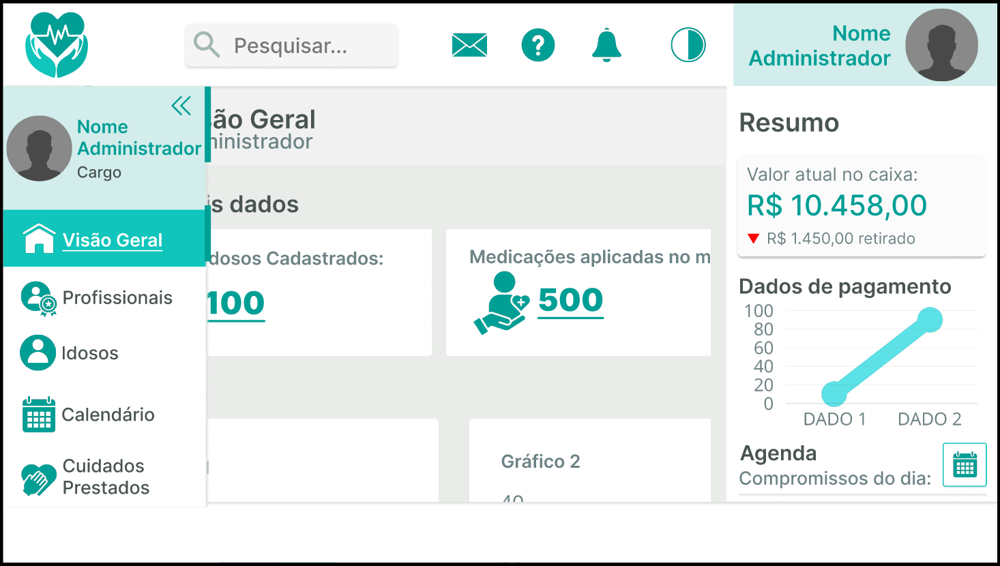 Pesquisar...
Nome
Administrador
Nome
Administrador
Cargo
Visão Geral
Profissionais
Idosos
Calendário
Cuidados
Prestados
ão Geral
ministrador
s dados
dosos Cadastrados:
100
Medicações aplicadas no m
500
Gráfico 2
40
Resumo
Valor atual no caixa:
R$ 10.458,00
R$ 1.450,00 retirado
Dados de pagamento
100
80
60
40
20
0
DADO 1 DADO 2
Agenda
Compromissos do dia: